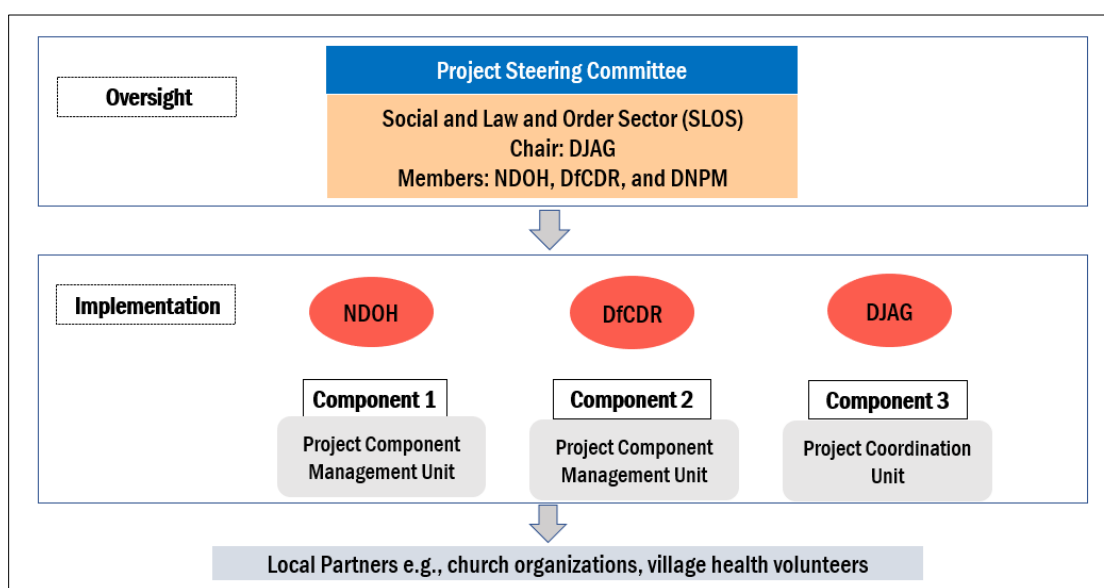 Oversight
Project Steering Committee
Social and Law and Order Sector (SLOS)
Chair: DJAG
Members: NDOH, DfCDR, and DNPM
Implementation
NDOH
DfCDR
DJAG
Component 1
Component 2
Component 3
Project Component
Management Unit
Project Component
Management Unit
Project Coordination
Unit
Local Partners e.g., church organizations, village health volunteers